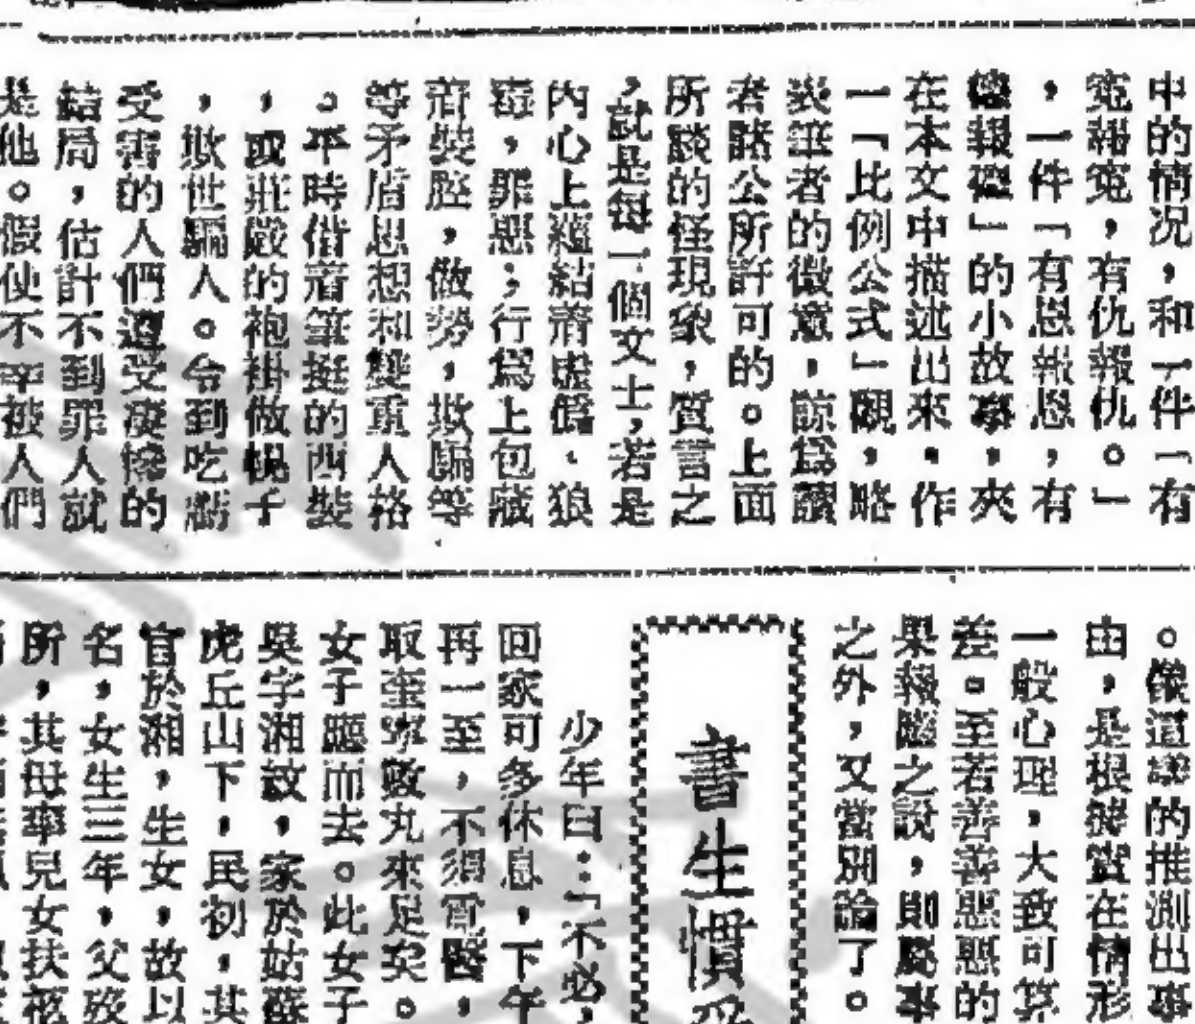 中的情況，和一件「有
寃報寃，有仇報仇。」
，一件「有恩報恩，有
德報德」的小故事，夾
在本文中描述出來．作
一「比例公式」觀，略
表筆者的微意，諒爲讀
者諸公所許可的。上面
所談的怪現象，質言之
，就是每一個文士，若是
內心上蘊結着虛僞．狼
毒，罪惡；行爲上包藏
着裝腔，做勢，欺騙等
等矛盾思想和雙重人格
。平時借着筆挺的西裝
，或莊嚴的袍褂做幌子
，欺世騙人。令到吃虧
受害的人們遭受凄慘的
結局，估計不到罪人就
是他。假使不幸被人們
。像這樣的推測出事
由，是根據實在情形
一般心理，大致可算
差。至若善善惡惡的
果報隱之說，則屬事
之外，又當別論了。
書生慣
少年曰：「不必，
回家可多休息，下午
再一至，不須電醫，
取奎寧數丸來足矣。
女子頤而去。此女子
吳字湘紋，家於姑蘇
虎丘山下，民初，其
官於湘，生女，故以
名，女生三年，父歿
所，其母率兒女扶柩